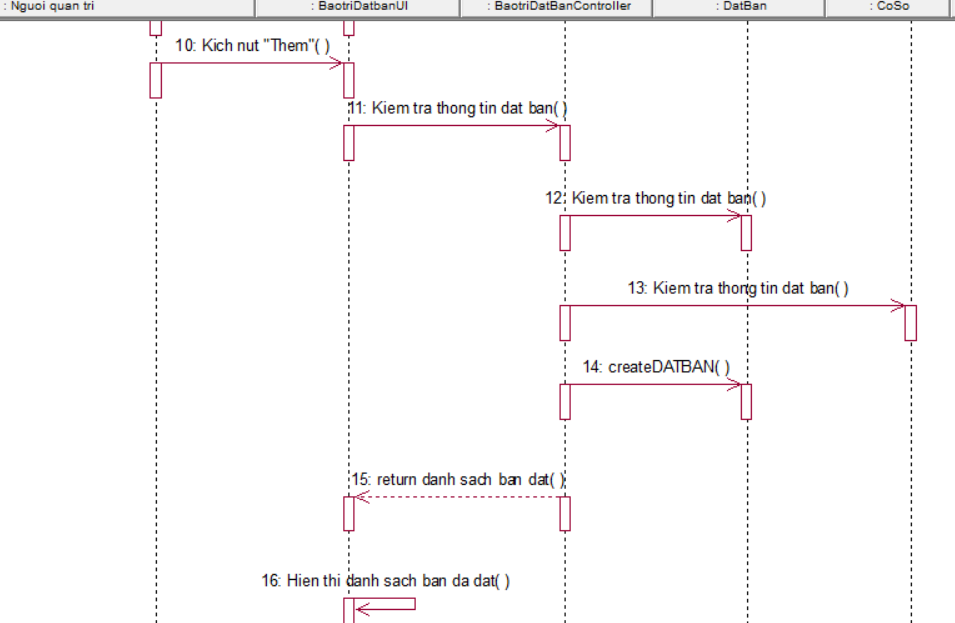 : Nguoi quan tri
: BaotriDatbanUI
: BaotriDatBanController
: DatBan
: CoSo
10: Kich nut "Them"( )
11: Kiem tra thong tin dat ban( )
12: Kiem tra thong tin dat ban( )
13: Kiem tra thong tin dat ban( )
14: createDATBAN( )
15: return danh sach ban dat( )
16: Hien thi danh sach ban da dat( )